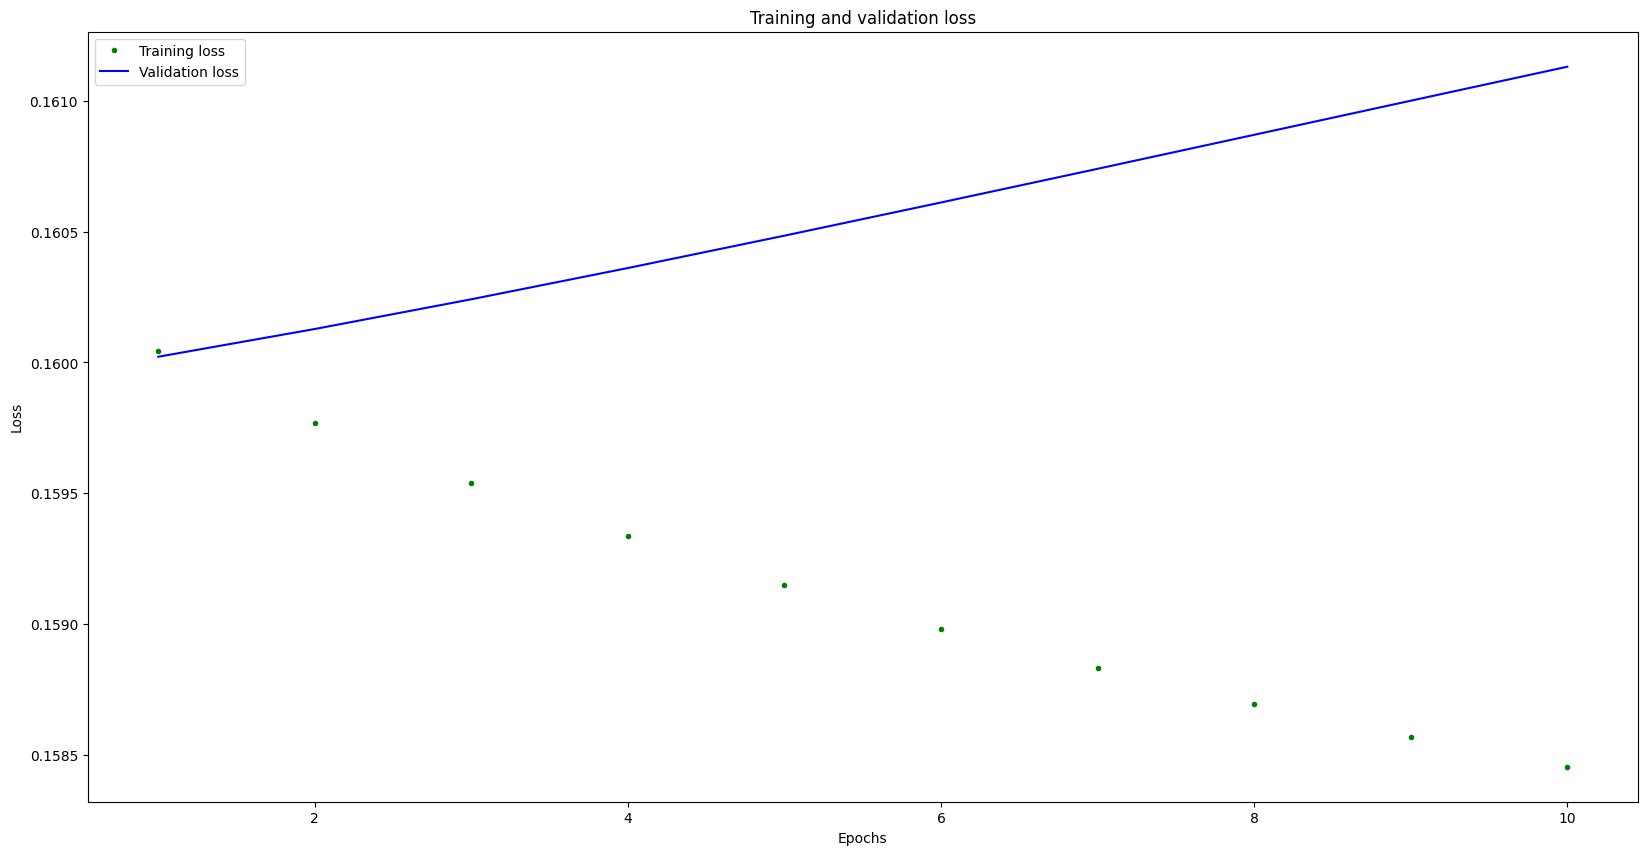 Training and validation loss
Training loss
Validation loss
0.1610
0.1605
0.1600
0.1595
0.1590
0.1585
Loss
2 4 6 8 10
Epochs